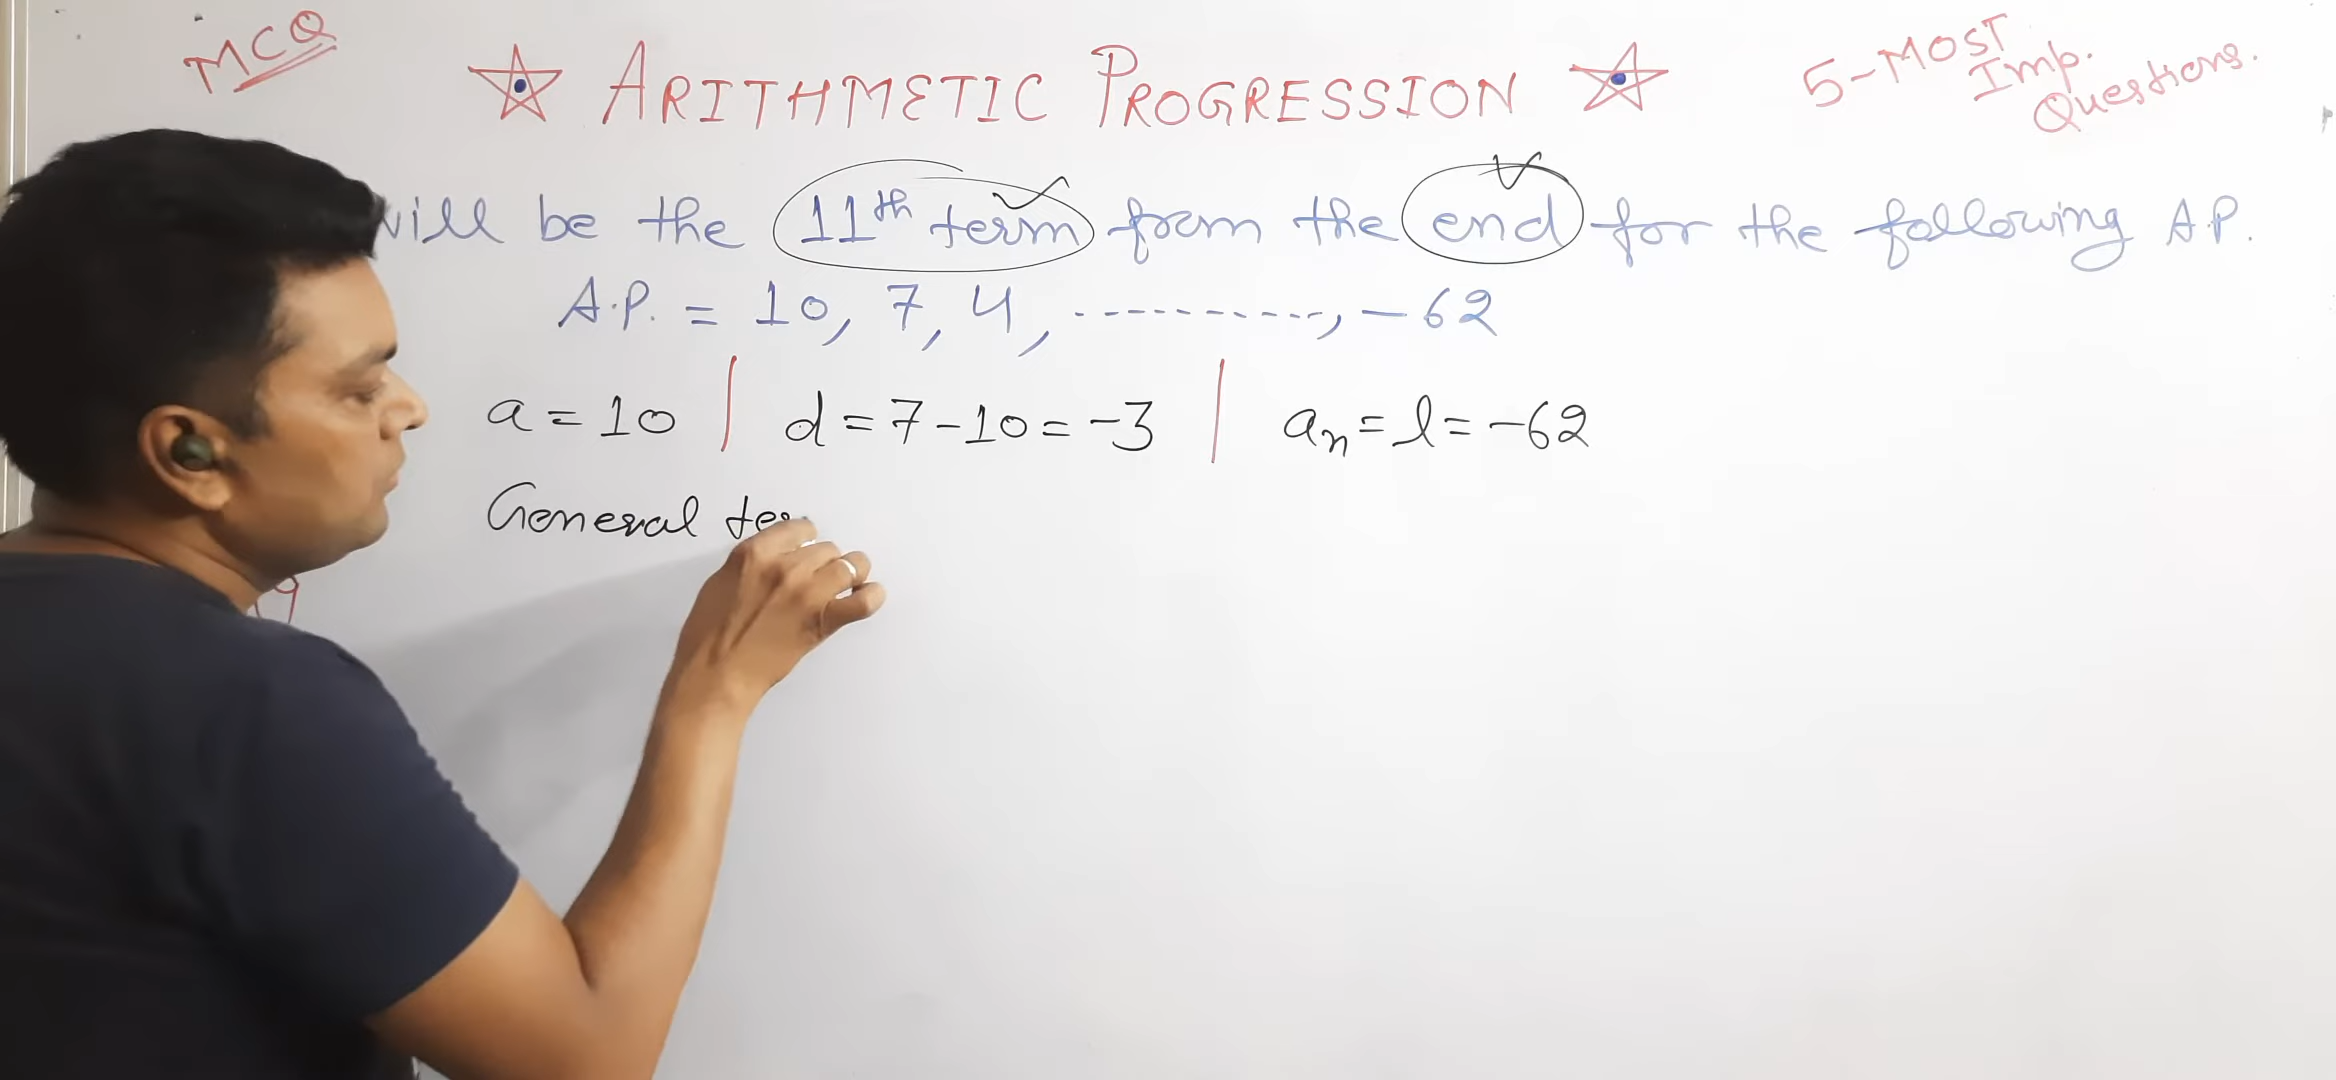 MCQ
☆ ARITHMETIC PROGRESSION ☆
5-MOST
Imp.
Questions.
will be the 11th term from the end for the following A.P.
A.P. = 10, 7, 4, -----------, -62
a = 10 | d = 7 - 10 = -3 | an = l = -62
General